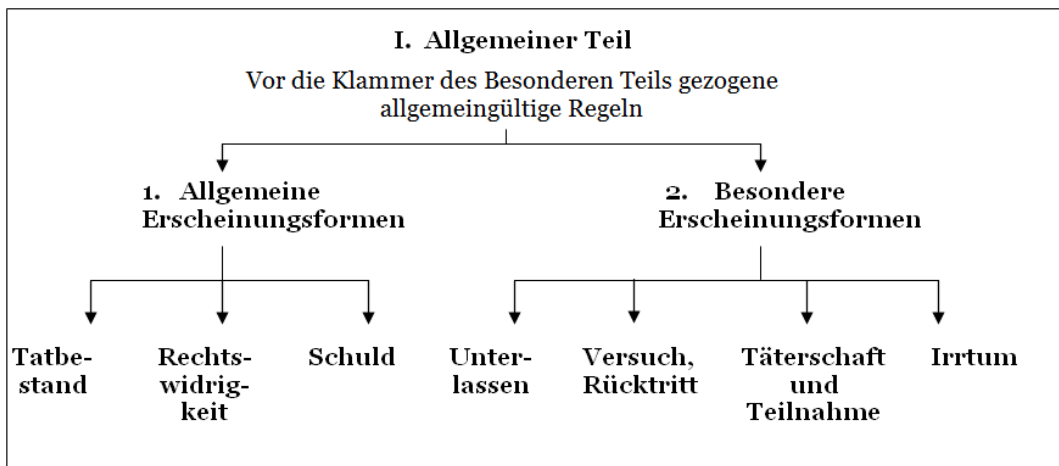 I. Allgemeiner Teil
Vor die Klammer des Besonderen Teils gezogene
allgemeingültige Regeln
1. Allgemeine
Erscheinungsformen
2. Besondere
Erscheinungsformen
Tatbe-
stand
Rechts-
widrig-
keit
Schuld
Unter-
lassen
Versuch,
Rücktritt
Täterschaft
und
Teilnahme
Irrtum